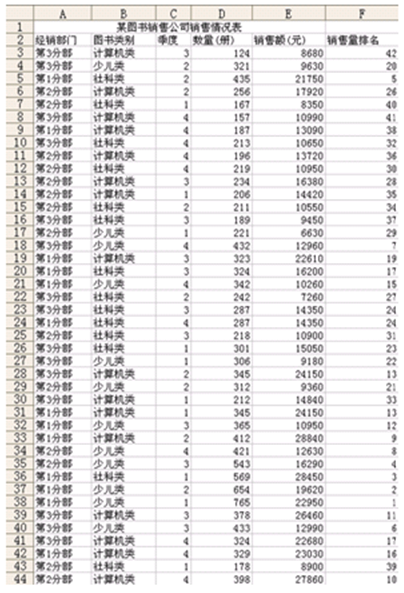 A B C D E F
1 某图书销售公司销售情况表
2 经销部门 图书类别 季度 数量(册) 销售额(元) 销售量排名
3 第3分部 计算机类 3 124 8680 42
4 第3分部 少儿类 2 321 9630 20
5 第1分部 社科类 2 435 21750 5
6 第2分部 计算机类 2 256 17920 26
7 第2分部 社科类 1 167 8350 40
8 第3分部 计算机类 4 157 10990 41
9 第1分部 计算机类 4 187 13090 38
10 第3分部 社科类 4 213 10650 32
11 第2分部 计算机类 4 196 13720 36
12 第2分部 社科类 4 219 10950 30
13 第2分部 计算机类 3 234 16380 28
14 第2分部 计算机类 1 206 14420 35
15 第2分部 社科类 2 211 10550 34
16 第3分部 社科类 3 189 9450 37
17 第2分部 少儿类 1 221 6630 29
18 第3分部 少儿类 4 432 12960 7
19 第1分部 计算机类 3 323 22610 19
20 第1分部 社科类 3 324 16200 17
21 第1分部 少儿类 4 342 10260 15
22 第3分部 社科类 2 242 7260 27
23 第3分部 社科类 3 287 14350 24
24 第1分部 社科类 4 287 14350 24
25 第2分部 社科类 3 218 10900 31
26 第3分部 社科类 1 301 15050 23
27 第3分部 少儿类 1 306 9180 22
28 第3分部 计算机类 2 345 24150 13
29 第2分部 少儿类 2 312 9360 21
30 第3分部 计算机类 1 212 14840 33
31 第1分部 计算机类 1 345 24150 13
32 第1分部 少儿类 3 365 10950 12
33 第1分部 计算机类 2 412 28840 9
34 第2分部 少儿类 4 421 12630 8
35 第2分部 少儿类 3 543 16290 4
36 第1分部 社科类 1 569 28450 3
37 第1分部 少儿类 2 654 19620 2
38 第1分部 少儿类 1 765 22950 1
39 第3分部 计算机类 3 378 26460 11
40 第3分部 少儿类 3 433 12990 6
41 第3分部 计算机类 4 324 22680 17
42 第1分部 计算机类 4 329 23030 16
43 第1分部 社科类 1 178 8900 39
44 第2分部 计算机类 4 398 27860 10